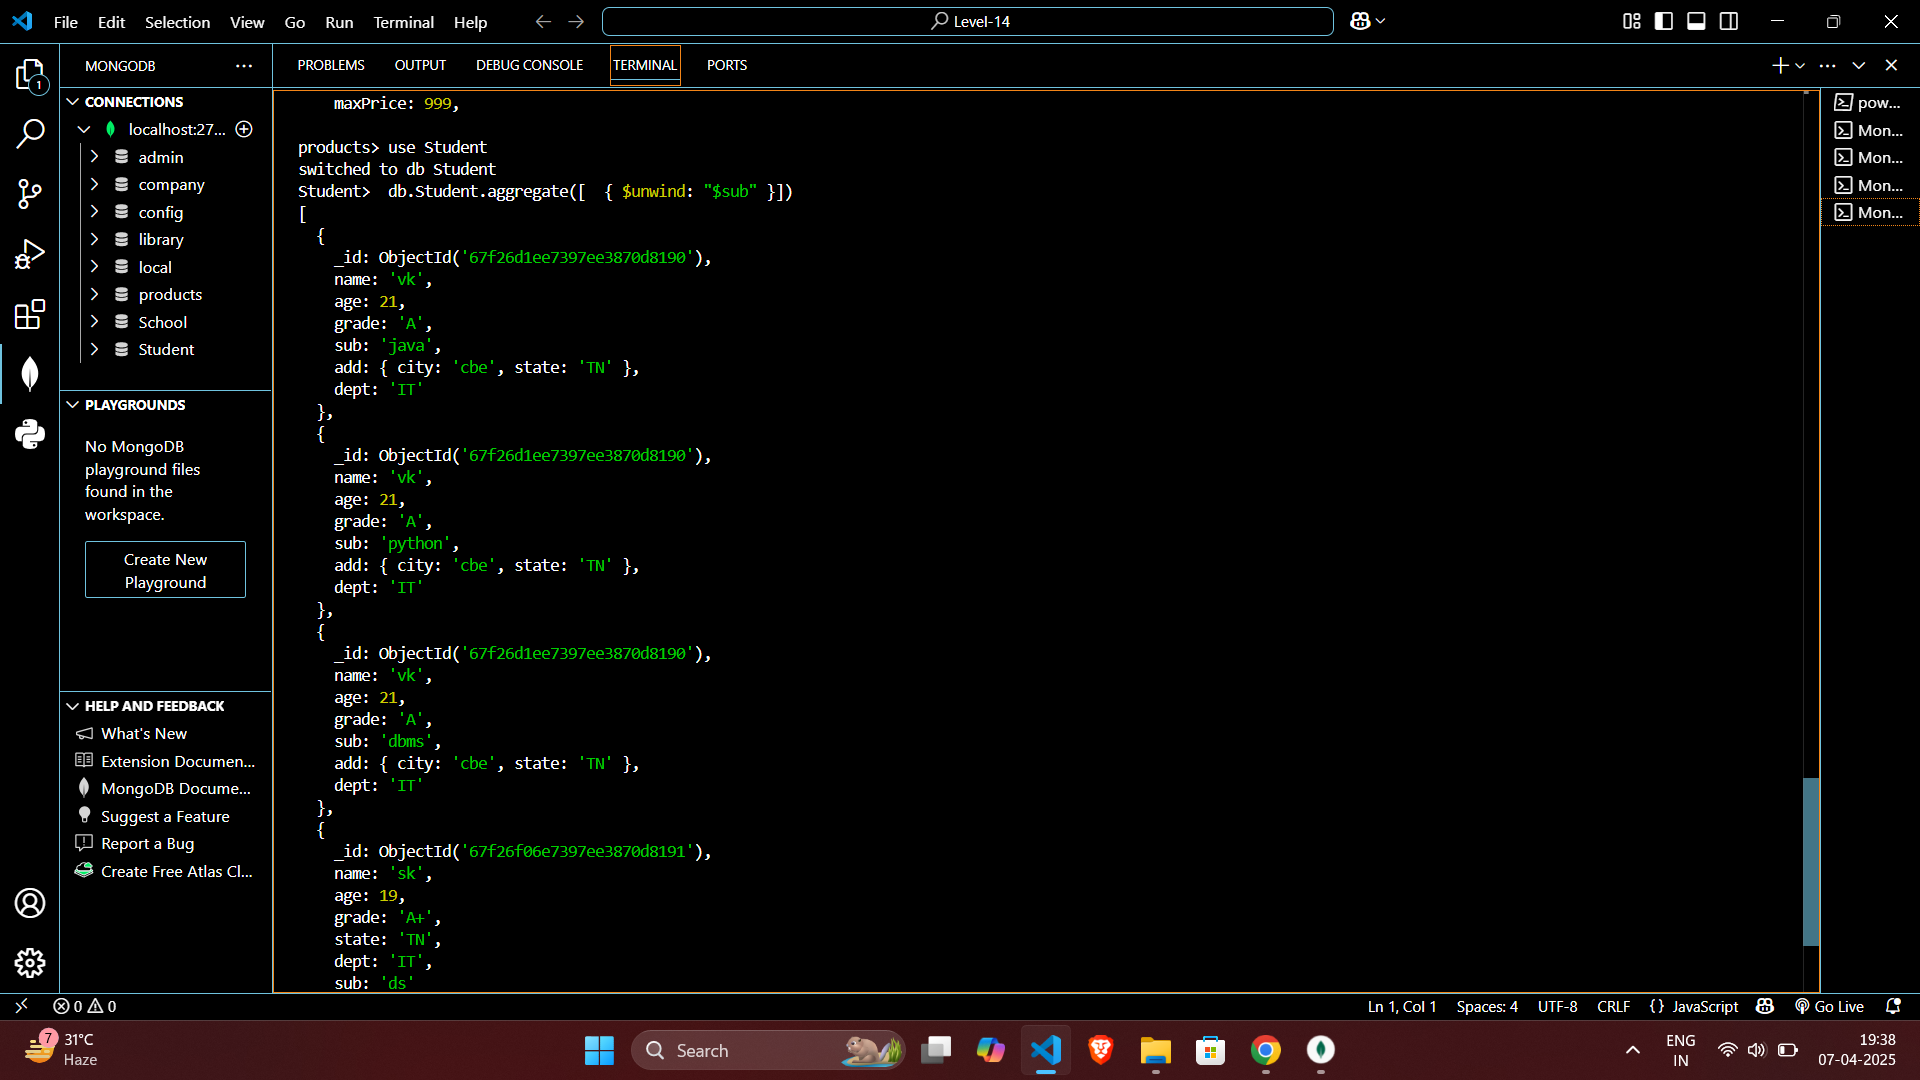 File Edit Selection View Go Run Terminal Help
Level-14
MONGODB
PROBLEMS OUTPUT DEBUG CONSOLE TERMINAL PORTS
1
CONNECTIONS
localhost:27...
admin
company
config
library
local
products
School
Student
PLAYGROUNDS
No MongoDB
playground files
found in the
workspace.
Create New
Playground
HELP AND FEEDBACK
What's New
Extension Documen...
MongoDB Docume...
Suggest a Feature
Report a Bug
Create Free Atlas Cl...
maxPrice: 999,
products> use Student
switched to db Student
Student>  db.Student.aggregate([  { $unwind: "$sub" }])
[
{
_id: ObjectId('67f26d1ee7397ee3870d8190'),
name: 'vk',
age: 21,
grade: 'A',
sub: 'java',
add: { city: 'cbe', state: 'TN' },
dept: 'IT'
},
{
_id: ObjectId('67f26d1ee7397ee3870d8190'),
name: 'vk',
age: 21,
grade: 'A',
sub: 'python',
add: { city: 'cbe', state: 'TN' },
dept: 'IT'
},
{
_id: ObjectId('67f26d1ee7397ee3870d8190'),
name: 'vk',
age: 21,
grade: 'A',
sub: 'dbms',
add: { city: 'cbe', state: 'TN' },
dept: 'IT'
},
{
_id: ObjectId('67f26f06e7397ee3870d8191'),
name: 'sk',
age: 19,
grade: 'A+',
state: 'TN',
dept: 'IT',
sub: 'ds'
pow...
Mon...
Mon...
Mon...
Mon...
0 0
Ln 1, Col 1 Spaces: 4 UTF-8 CRLF {} JavaScript Go Live
7
31°C
Haze
Search
ENG
IN
19:38
07-04-2025